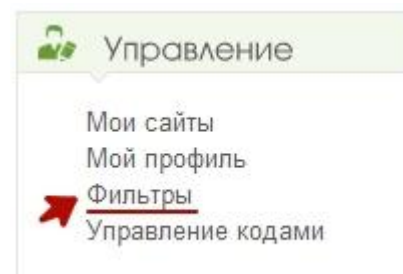 Управление
Мои сайты
Мой профиль
Фильтры
Управление кодами